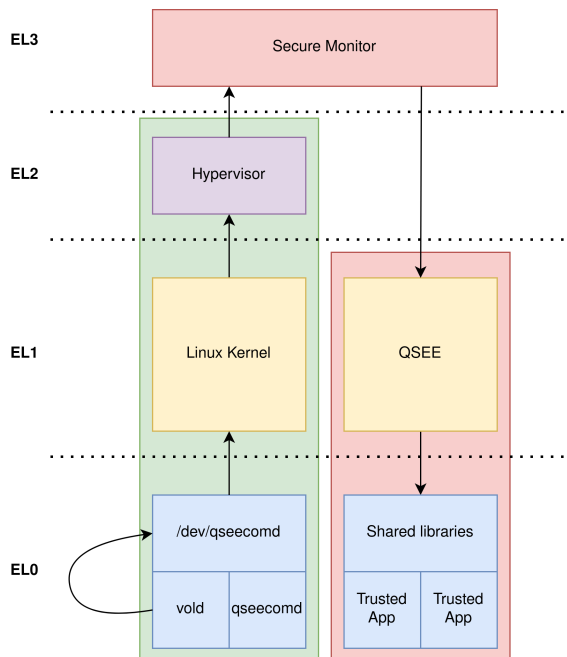 EL3
Secure Monitor
EL2
Hypervisor
EL1
Linux Kernel
QSEE
/dev/qseecomd
Shared libraries
EL0
vold
qseecomd
Trusted
App
Trusted
App